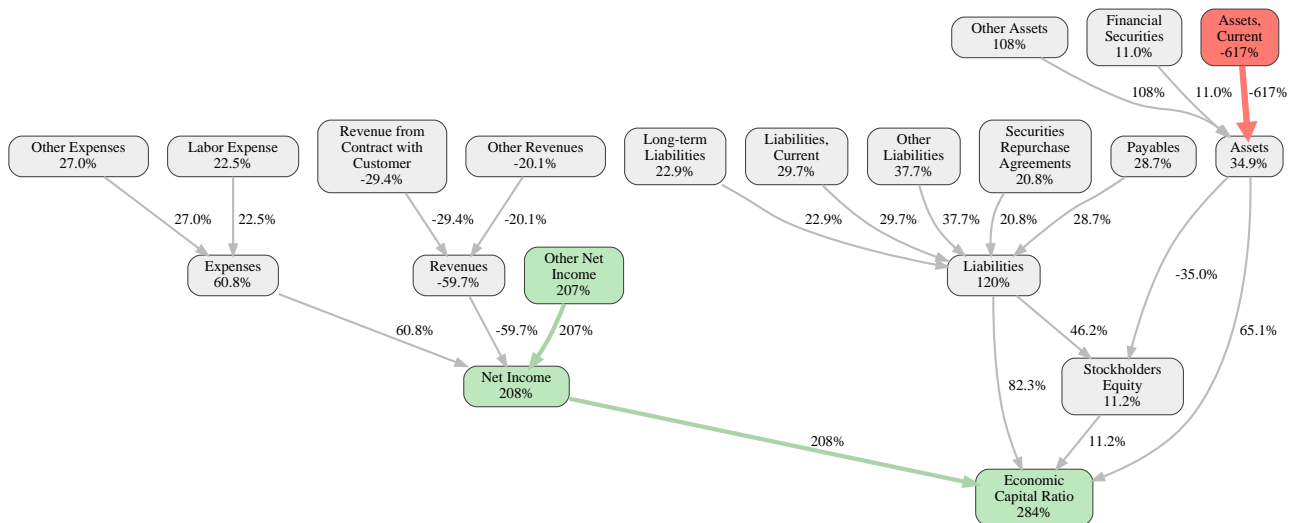 Other Assets
108%
Financial
Securities
11.0%
Assets,
Current
-617%
108%
11.0%
-617%
Other Expenses
27.0%
Labor Expense
22.5%
Revenue from
Contract with
Customer
-29.4%
Other Revenues
-20.1%
Long-term
Liabilities
22.9%
Liabilities,
Current
29.7%
Other
Liabilities
37.7%
Securities
Repurchase
Agreements
20.8%
Payables
28.7%
Assets
34.9%
27.0%
22.5%
-29.4%
-20.1%
22.9%
29.7%
37.7%
20.8%
28.7%
Expenses
60.8%
Revenues
-59.7%
Other Net
Income
207%
Liabilities
120%
-35.0%
60.8%
-59.7%
207%
46.2%
65.1%
Net Income
208%
82.3%
Stockholders
Equity
11.2%
208%
11.2%
Economic
Capital Ratio
284%